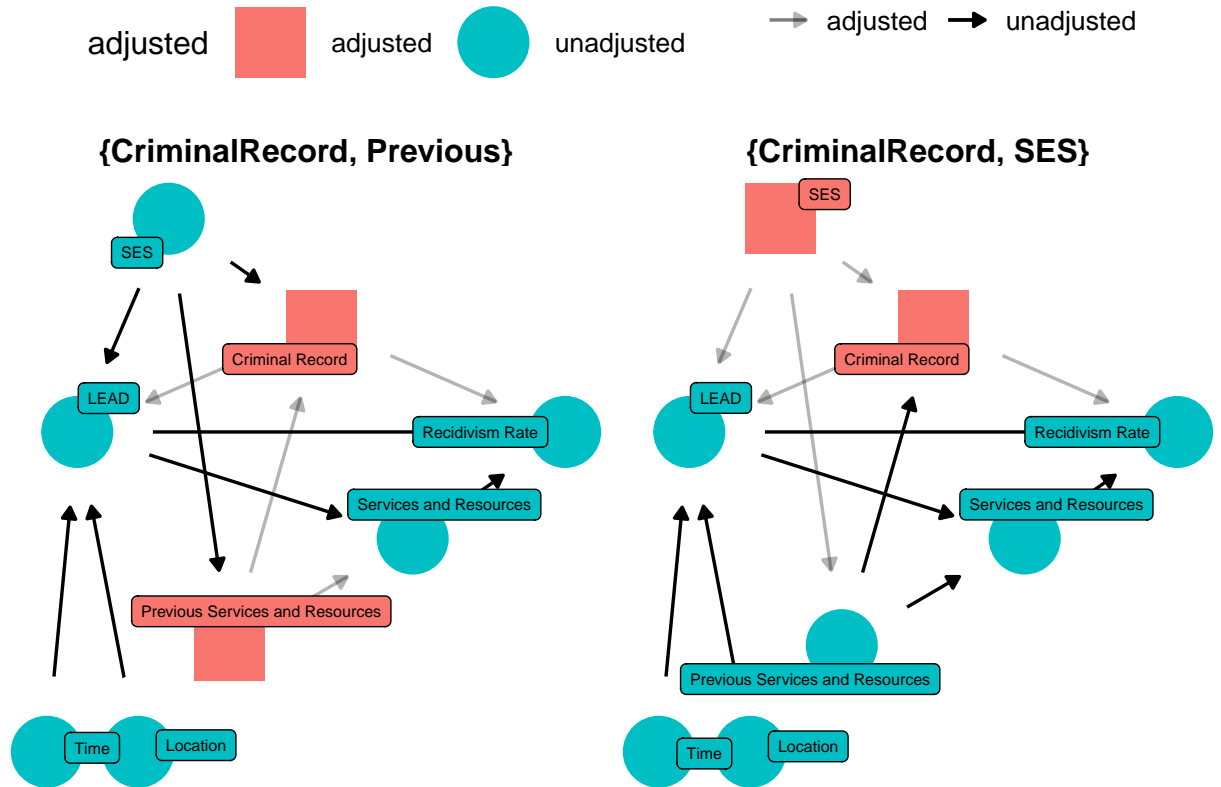 adjusted adjusted unadjusted adjusted unadjusted
{CriminalRecord, Previous}
SES
Criminal Record
LEAD
Recidivism Rate
Services and Resources
Previous Services and Resources
Time
Location
{CriminalRecord, SES}
SES
Criminal Record
LEAD
Recidivism Rate
Services and Resources
Previous Services and Resources
Time
Location